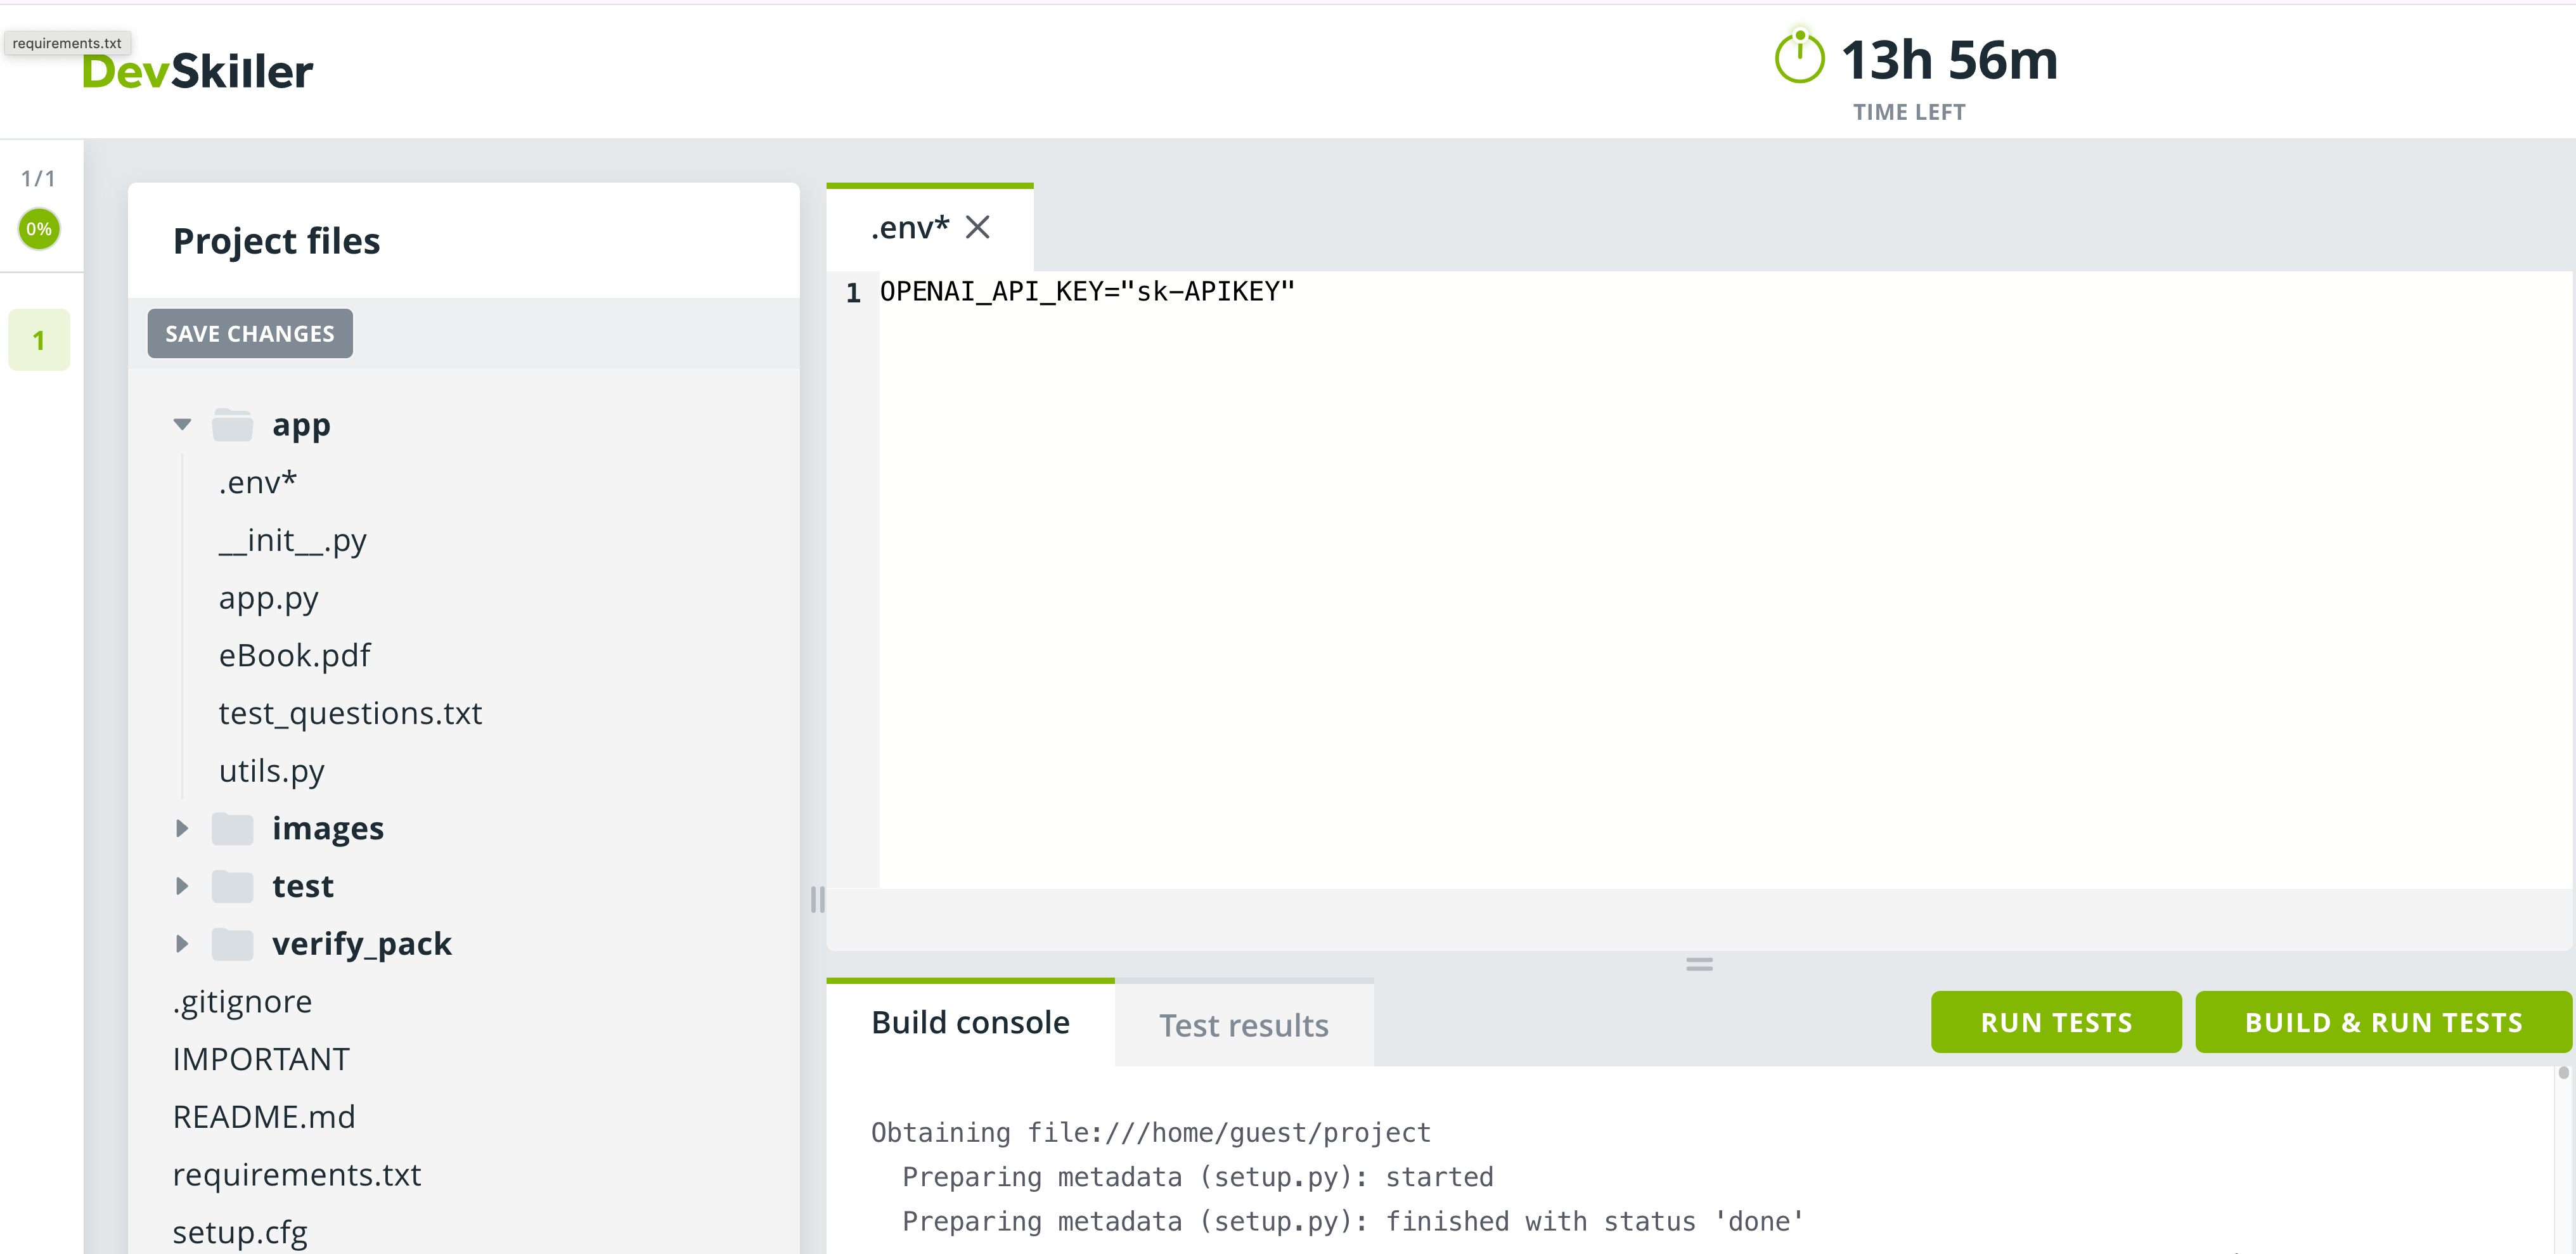 requirements.txt
DevSkiller
13h 56m
TIME LEFT
1/1
0%
1
Project files
SAVE CHANGES
app
.env*
__init__.py
app.py
eBook.pdf
test_questions.txt
utils.py
images
test
verify_pack
.gitignore
IMPORTANT
README.md
requirements.txt
setup.cfg
.env*
1 OPENAI_API_KEY="sk-APIKEY"
Build console
Test results
RUN TESTS
BUILD & RUN TESTS
Obtaining file:///home/guest/project
Preparing metadata (setup.py): started
Preparing metadata (setup.py): finished with status 'done'